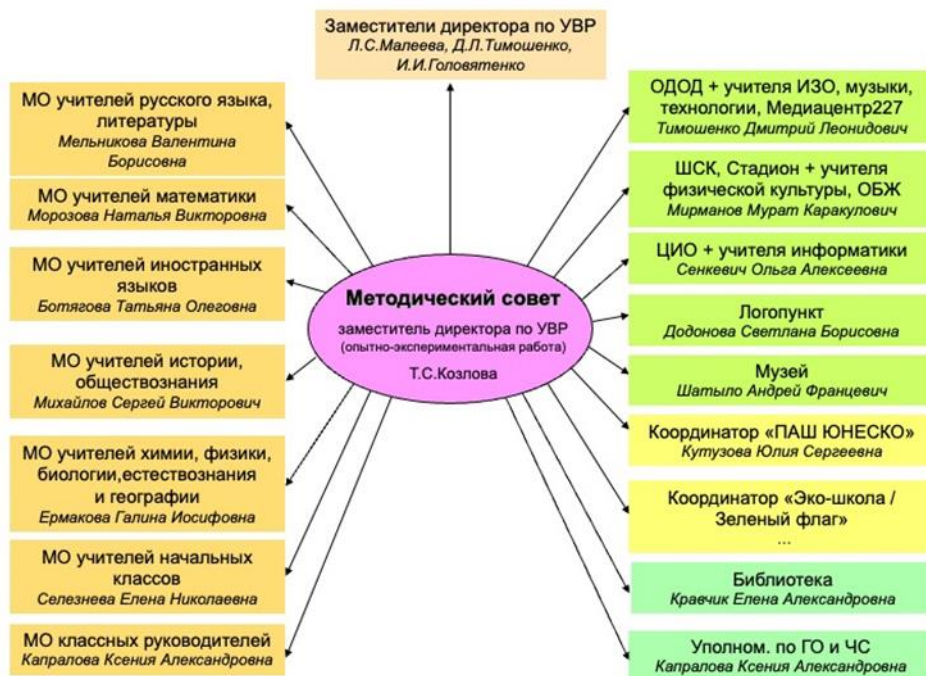 Заместители директора по УВР
Л.С.Малеева, Д.Л.Тимошенко,
И.И.Головятенко
МО учителей русского языка,
литературы
Мельникова Валентина
Борисовна
МО учителей математики
Морозова Наталья Викторовна
МО учителей иностранных
языков
Ботягова Татьяна Олеговна
МО учителей истории,
обществознания
Михайлов Сергей Викторович
МО учителей химии, физики,
биологии,естествознания
и географии
Ермакова Галина Иосифовна
МО учителей начальных
классов
Селезнева Елена Николаевна
МО классных руководителей
Капралова Ксения Александровна
Методический совет
заместитель директора по УВР
(опытно-экспериментальная работа)
Т.С.Козлова
ОДОД + учителя ИЗО, музыки,
технологии, Медиацентр227
Тимошенко Дмитрий Леонидович
ШСК, Стадион + учителя
физической культуры, ОБЖ
Мирманов Мурат Каракулович
ЦИО + учителя информатики
Сенкевич Ольга Алексеевна
Логопункт
Додонова Светлана Борисовна
Музей
Шатыло Андрей Францевич
Координатор «ПАШ ЮНЕСКО»
Кутузова Юлия Сергеевна
Координатор «Эко-школа /
Зеленый флаг»
...
Библиотека
Кравчик Елена Александровна
Уполном. по ГО и ЧС
Капралова Ксения Александровна